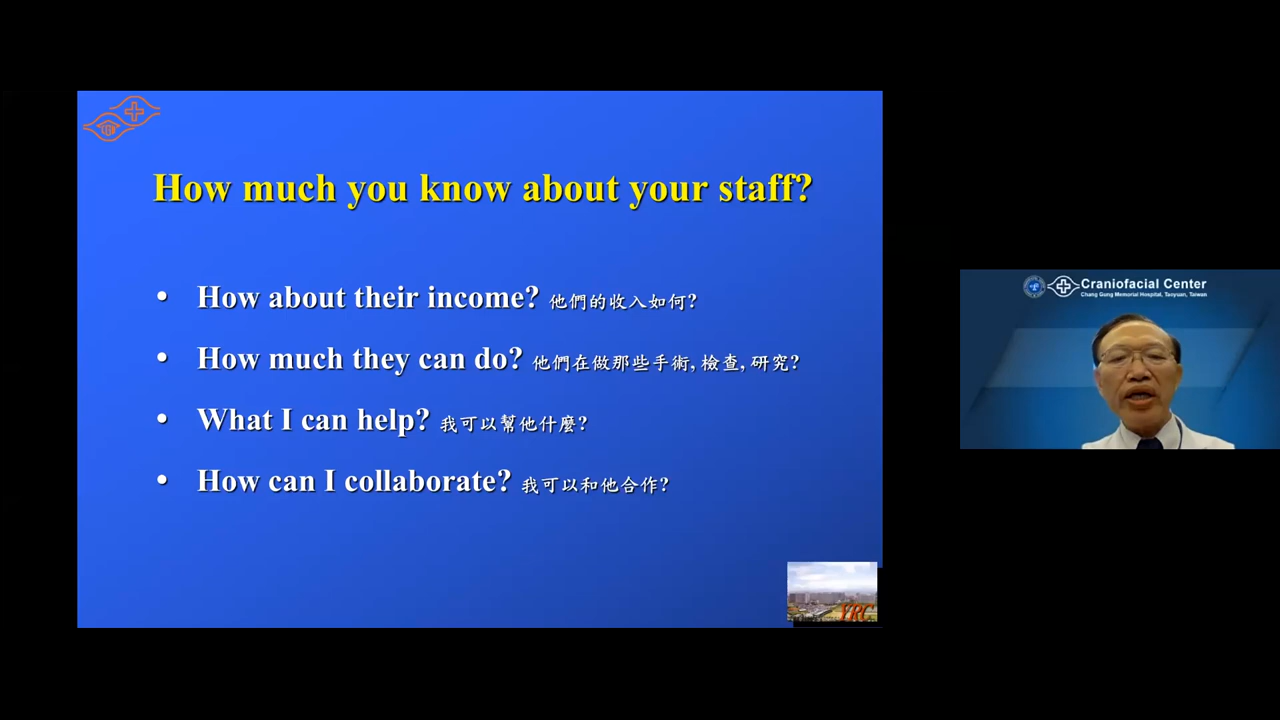 How much you know about your staff?
• How about their income? 他們的收入如何?
• How much they can do? 他們在做那些手術, 檢查, 研究?
• What I can help? 我可以幫他什麼?
• How can I collaborate? 我可以和他合作?
YRC
Craniofacial Center
Chang Gung Memorial Hospital, Taoyuan, Taiwan